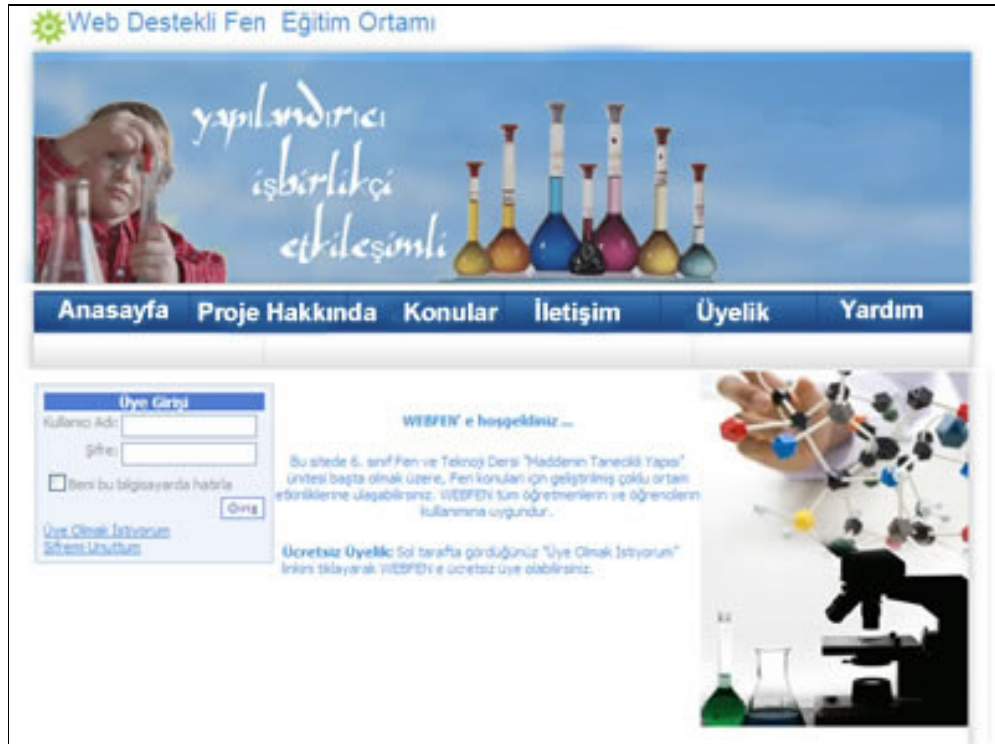 Web Destekli Fen Eğitim Ortamı
yapılandırıcı
işbirlikçi
etkileşimli
Anasayfa Proje Hakkında Konular İletişim Üyelik Yardım
Üye Girişi
Kullanıcı Adı:
Şifre:
Beni bu bilgisayarda hatırla
Giriş
Üye Olmak İstiyorum
Şifremi Unuttum
WEBFEN' e hoşgeldiniz ...
Bu sitede 6. sınıf Fen ve Teknoji Dersi "Maddenin Tanecikli Yapısı"
ünitesi başta olmak üzere, Fen konuları için geliştirilmiş çoklu ortam
etkinliklerine ulaşabilirsiniz. WEBFEN tüm öğretmenlerin ve öğrencilerin
kullanımına uygundur.
Ücretsiz Üyelik: Sol tarafta gördüğünüz "Üye Olmak İstiyorum"
linkini tıklayarak WEBFEN e ücretsiz üye olabilirsiniz.